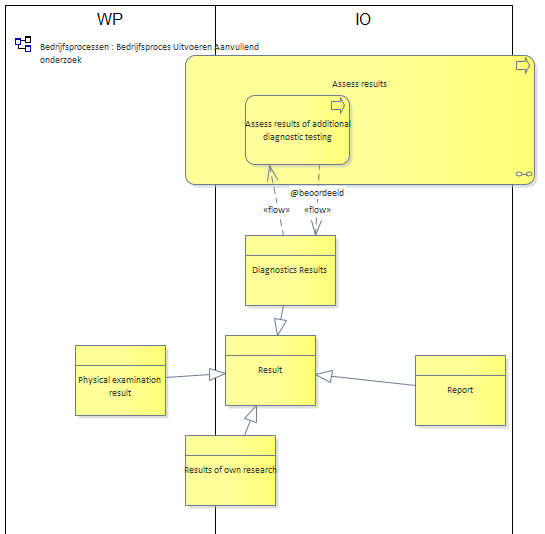 WP
IO
Bedrijfsprocessen : Bedrijfsproces Uitvoeren Aanvullend
onderzoek
Assess results
Assess results of additional
diagnostic testing
@beoordeeld
«flow»
«flow»
Diagnostics Results
Result
Physical examination
result
Report
Results of own research